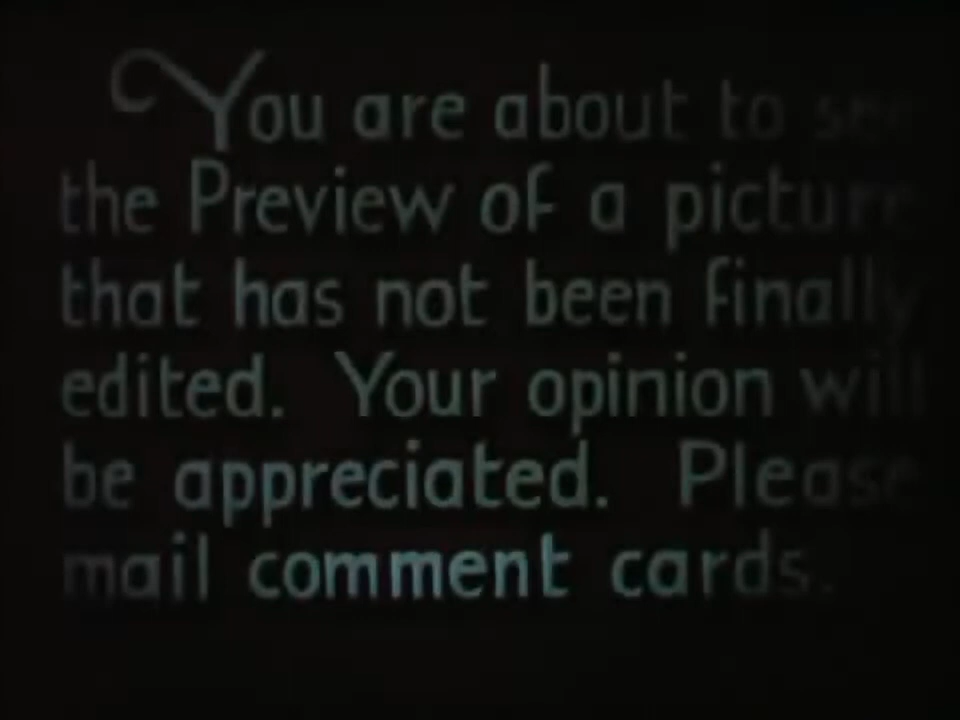 You are about to see
the Preview of a picture
that has not been finally
edited. Your opinion will
be appreciated. Please
mail comment cards.